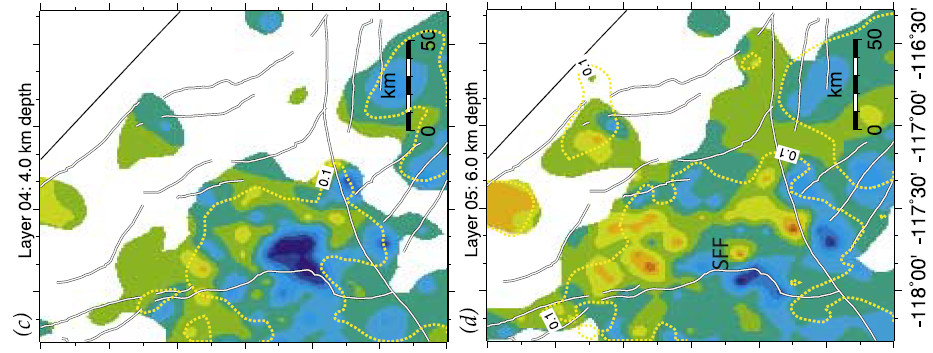 Layer 04: 4.0 km depth
(c)
0.1
km
0
50
Layer 05: 6.0 km depth
(d)
0.1
0.1
0.1
SFF
km
0
50
-116˚30'
-117˚00'
-117˚30'
-118˚00'